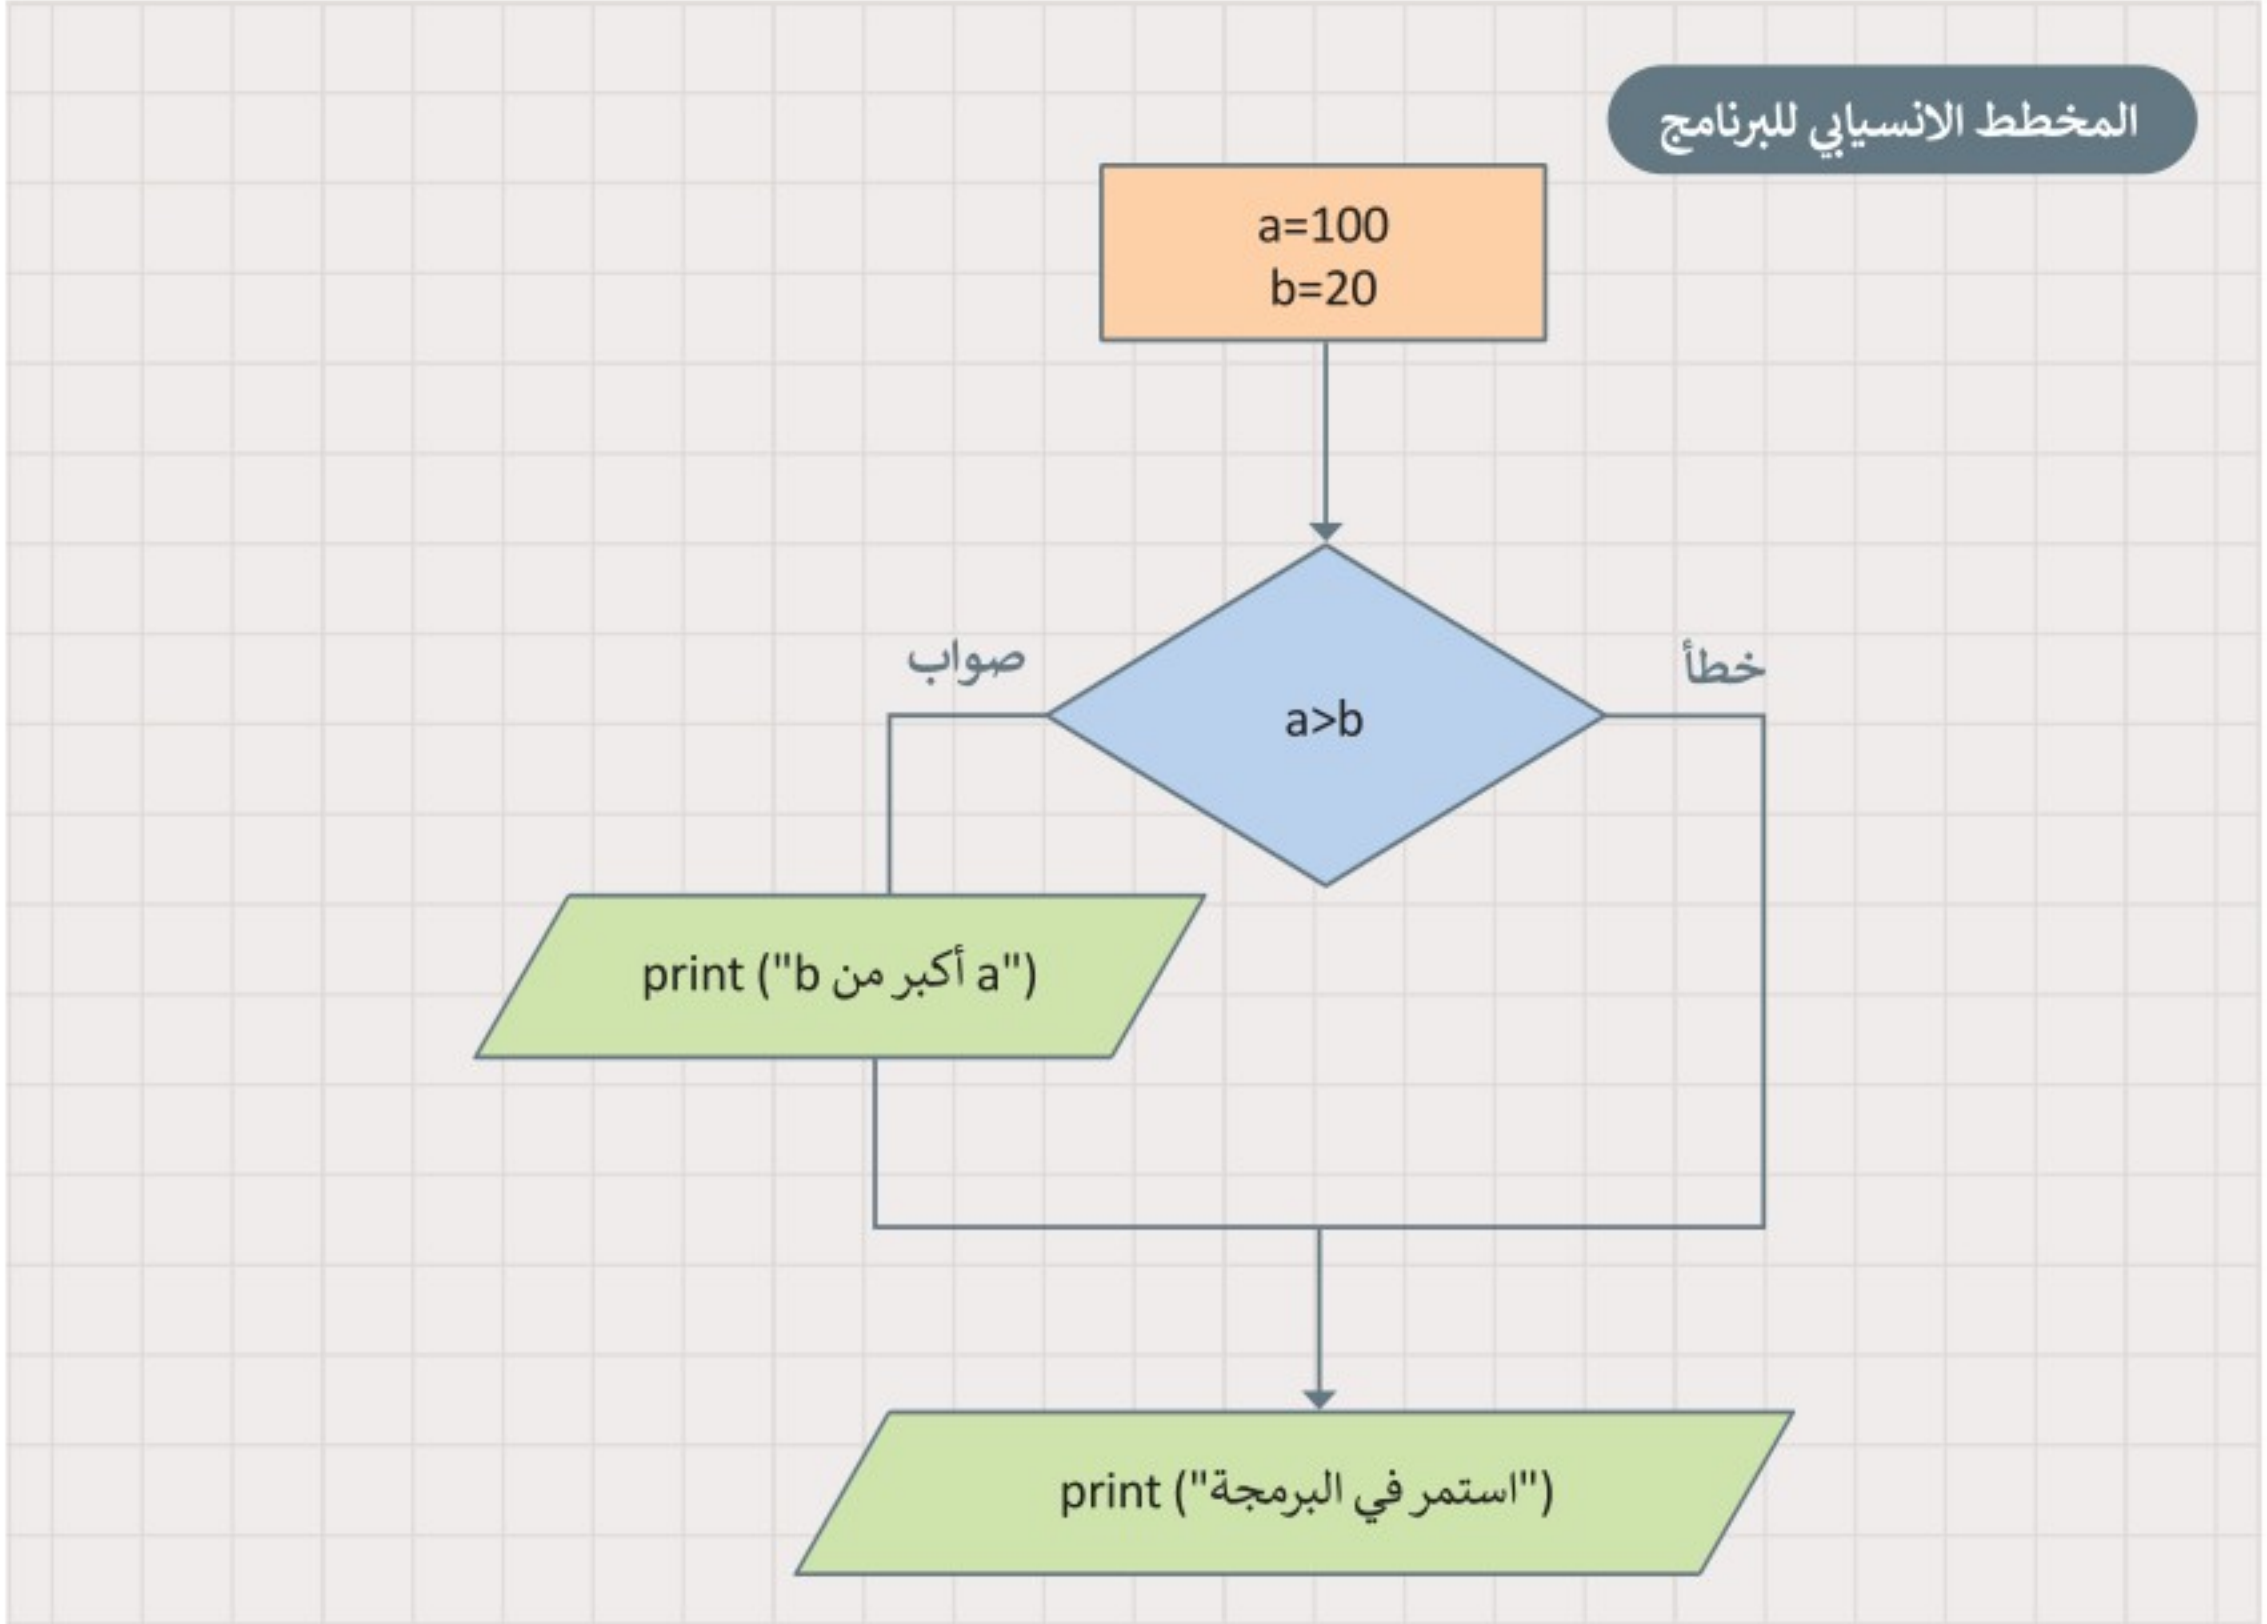 المخطط الانسيابي للبرنامج
a=100
b=20
a>b
صواب
خطأ
print ("a أكبر من b")
print ("استمر في البرمجة")